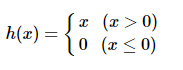 h(x) = { x (x > 0)
0 (x ≤ 0)